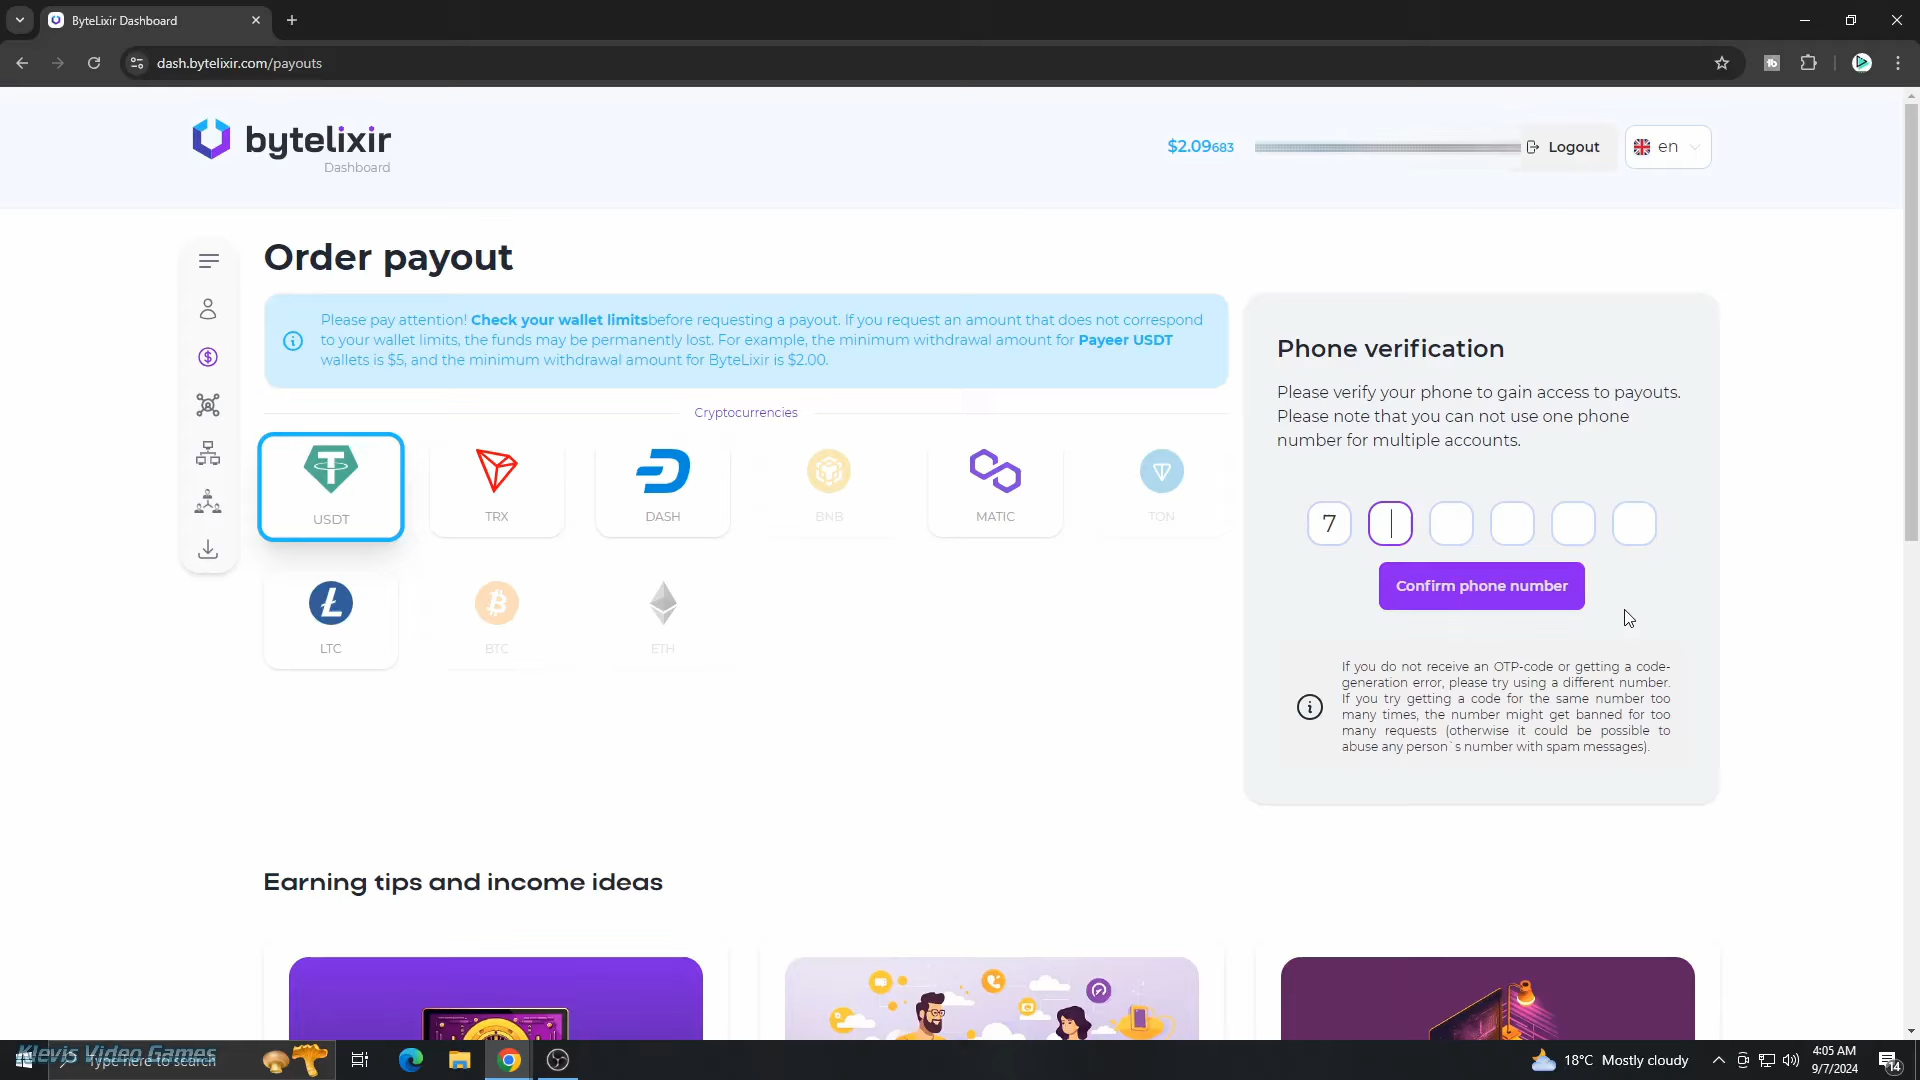 ByteLixir Dashboard
dash.bytelixir.com/payouts
bytelixir
Dashboard
$2.09683
Logout
en
Order payout
Please pay attention! Check your wallet limitsbefore requesting a payout. If you request an amount that does not correspond
to your wallet limits, the funds may be permanently lost. For example, the minimum withdrawal amount for Payeer USDT
wallets is $5, and the minimum withdrawal amount for ByteLixir is $2.00.
Cryptocurrencies
USDT
TRX
DASH
BNB
MATIC
TON
LTC
BTC
ETH
Phone verification
Please verify your phone to gain access to payouts.
Please note that you can not use one phone
number for multiple accounts.
7
Confirm phone number
If you do not receive an OTP-code or getting a code-
generation error, please try using a different number.
If you try getting a code for the same number too
many times, the number might get banned for too
many requests (otherwise it could be possible to
abuse any person`s number with spam messages).
Earning tips and income ideas
Klevis Video Games
Type here to search
18°C Mostly cloudy
4:05 AM
9/7/2024
14